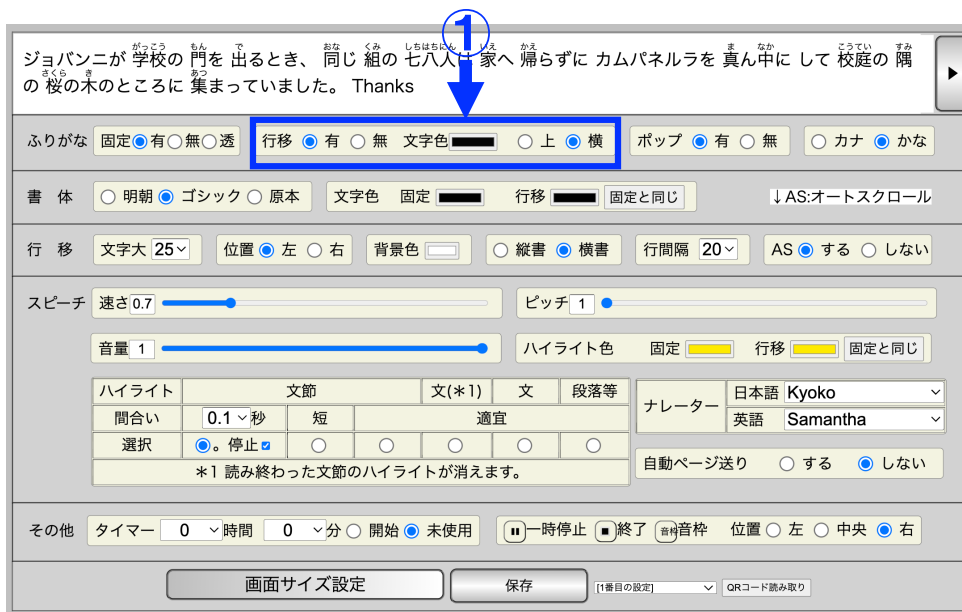 ①
ジョバンニが 学校の 門を 出るとき、 同じ 組の 七八人は 家へ 帰らずに カムパネルラを 真ん中に して 校庭の 隅
の 桜の木のところに 集まっていました。 Thanks
ふりがな 固定 有 無 透 行移 有 無 文字色 上 横 ポップ 有 無 カナ かな
書 体 明朝 ゴシック 原本 文字色 固定 行移 固定と同じ ↓AS:オートスクロール
行 移 文字大 25 位置 左 右 背景色 縦書 横書 行間隔 20 AS する しない
スピーチ 速さ 0.7 ピッチ 1
音量 1 ハイライト色 固定 行移 固定と同じ
ハイライト 文節 文(*1) 文 段落等
間合い 0.1 秒 短 適宜
選択 。停止
*1 読み終わった文節のハイライトが消えます。
ナレーター 日本語 Kyoko
英語 Samantha
自動ページ送り する しない
その他 タイマー 0 時間 0 分 開始 未使用 一時停止 終了 音枠 音枠 位置 左 中央 右
画面サイズ設定 保存 [1番目の設定] QRコード読み取り